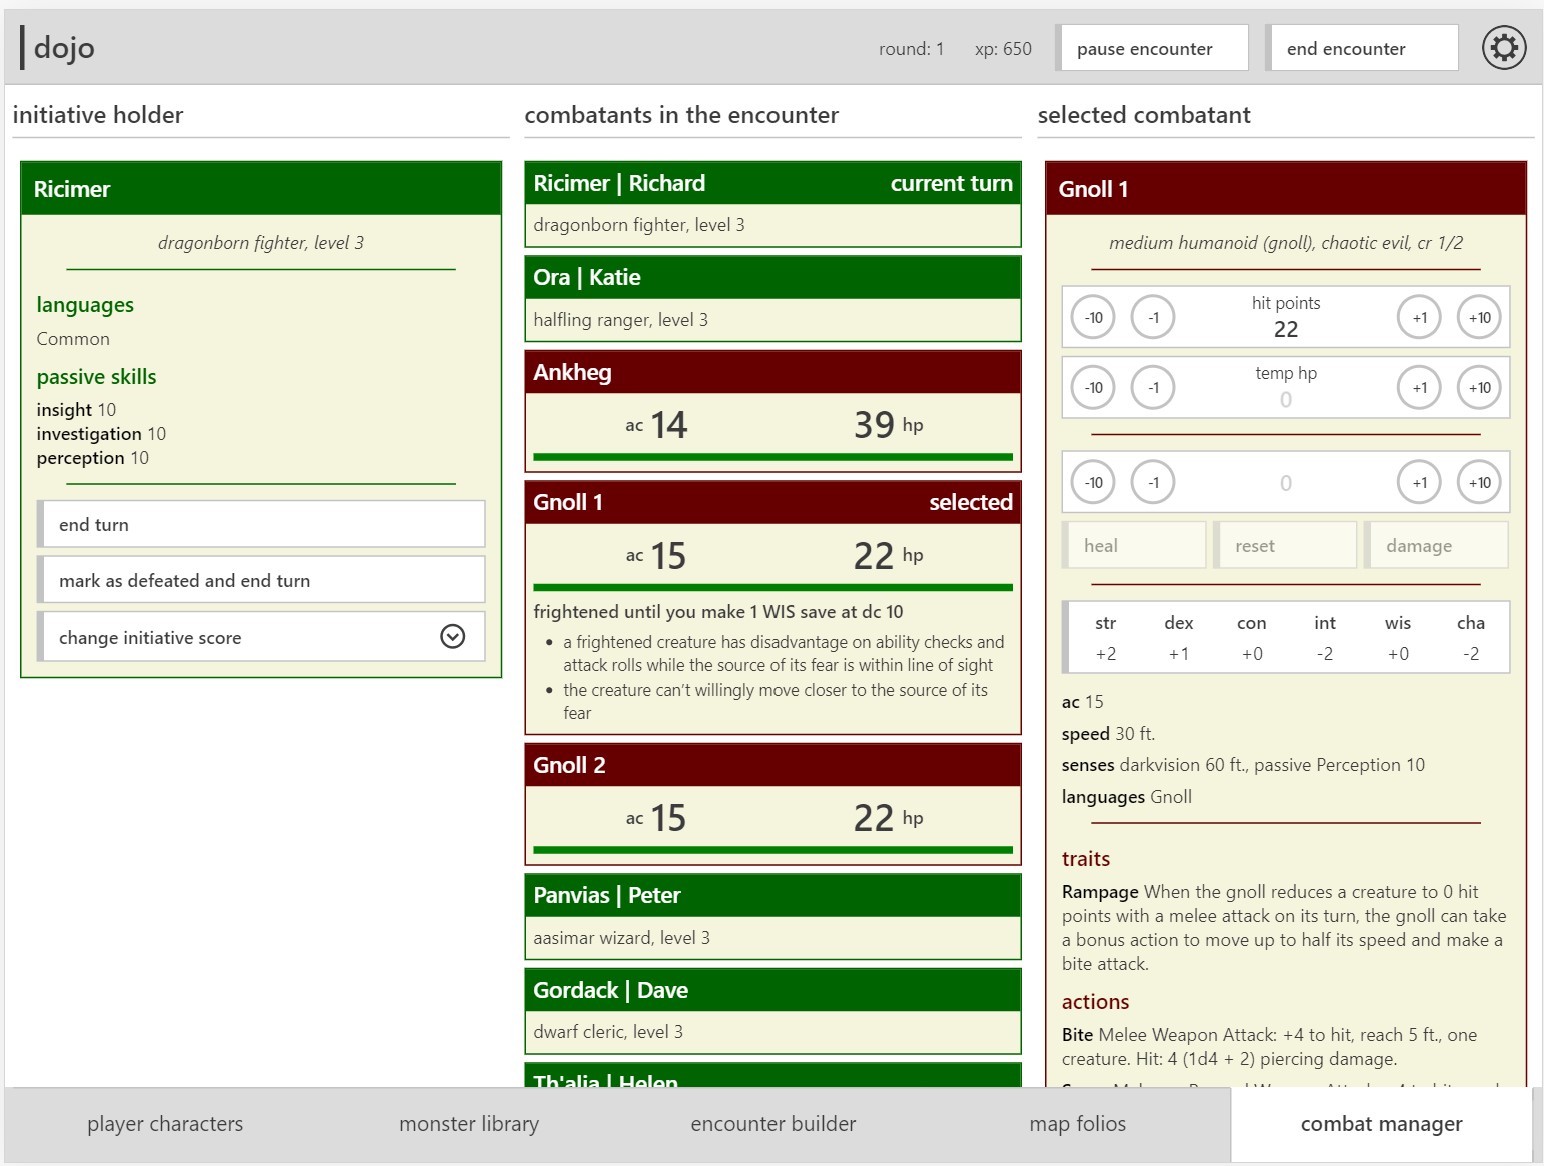 dojo
round: 1
xp: 650
pause encounter
end encounter
initiative holder
Ricimer
dragonborn fighter, level 3
languages
Common
passive skills
insight 10
investigation 10
perception 10
end turn
mark as defeated and end turn
change initiative score
combatants in the encounter
Ricimer | Richard current turn
dragonborn fighter, level 3
Ora | Katie
halfling ranger, level 3
Ankheg
ac 14 39 hp
Gnoll 1 selected
ac 15 22 hp
frightened until you make 1 WIS save at dc 10
• a frightened creature has disadvantage on ability checks and
attack rolls while the source of its fear is within line of sight
• the creature can't willingly move closer to the source of its
fear
Gnoll 2
ac 15 22 hp
Panvias | Peter
aasimar wizard, level 3
Gordack | Dave
dwarf cleric, level 3
Th'alia | Helen
selected combatant
Gnoll 1
medium humanoid (gnoll), chaotic evil, cr 1/2
hit points
-10 -1 22 +1 +10
temp hp
-10 -1 0 +1 +10
-10 -1 0 +1 +10
heal reset damage
str dex con int wis cha
+2 +1 +0 -2 +0 -2
ac 15
speed 30 ft.
senses darkvision 60 ft., passive Perception 10
languages Gnoll
traits
Rampage When the gnoll reduces a creature to 0 hit
points with a melee attack on its turn, the gnoll can take
a bonus action to move up to half its speed and make a
bite attack.
actions
Bite Melee Weapon Attack: +4 to hit, reach 5 ft., one
creature. Hit: 4 (1d4 + 2) piercing damage.
player characters
monster library
encounter builder
map folios
combat manager